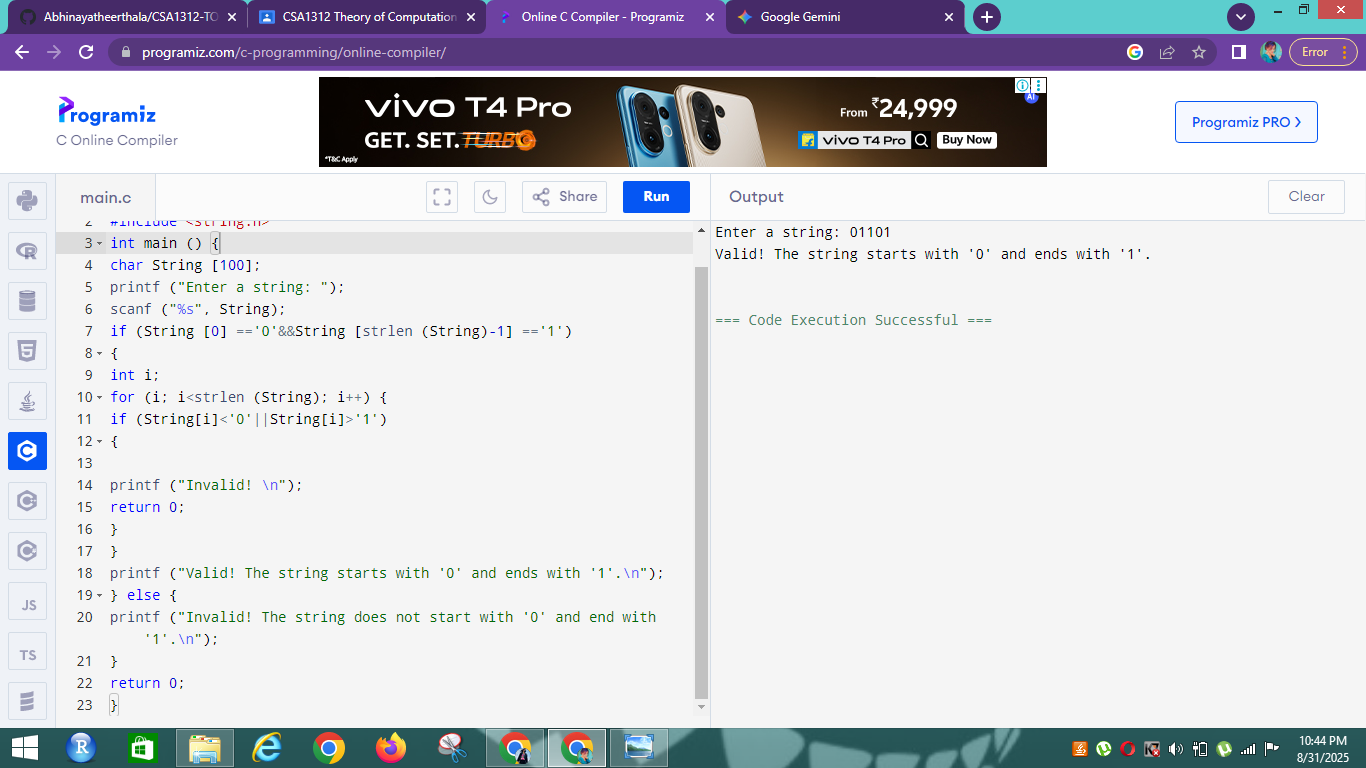 Abhinayatheerthala/CSA1312-TO
CSA1312 Theory of Computation
Online C Compiler - Programiz
Google Gemini
programiz.com/c-programming/online-compiler/
Error
Programiz
C Online Compiler
vivo T4 Pro
GET. SET. TURBO
*T&C Apply
From ₹24,999
vivo T4 Pro
Buy Now
AI
Programiz PRO
main.c
Share
Run
Output
Clear
2 #include <string.h>
3 int main () {
4 char String [100];
5 printf ("Enter a string: ");
6 scanf ("%s", String);
7 if (String [0] =='0'&&String [strlen (String)-1] =='1')
8 {
9 int i;
10 for (i; i<strlen (String); i++) {
11 if (String[i]<'0'||String[i]>'1')
12 {
13
14 printf ("Invalid! \n");
15 return 0;
16 }
17 }
18 printf ("Valid! The string starts with '0' and ends with '1'.\n");
19 } else {
20 printf ("Invalid! The string does not start with '0' and end with
'1'.\n");
21 }
22 return 0;
23 }
Enter a string: 01101
Valid! The string starts with '0' and ends with '1'.
=== Code Execution Successful ===
JS
TS
10:44 PM
8/31/2025